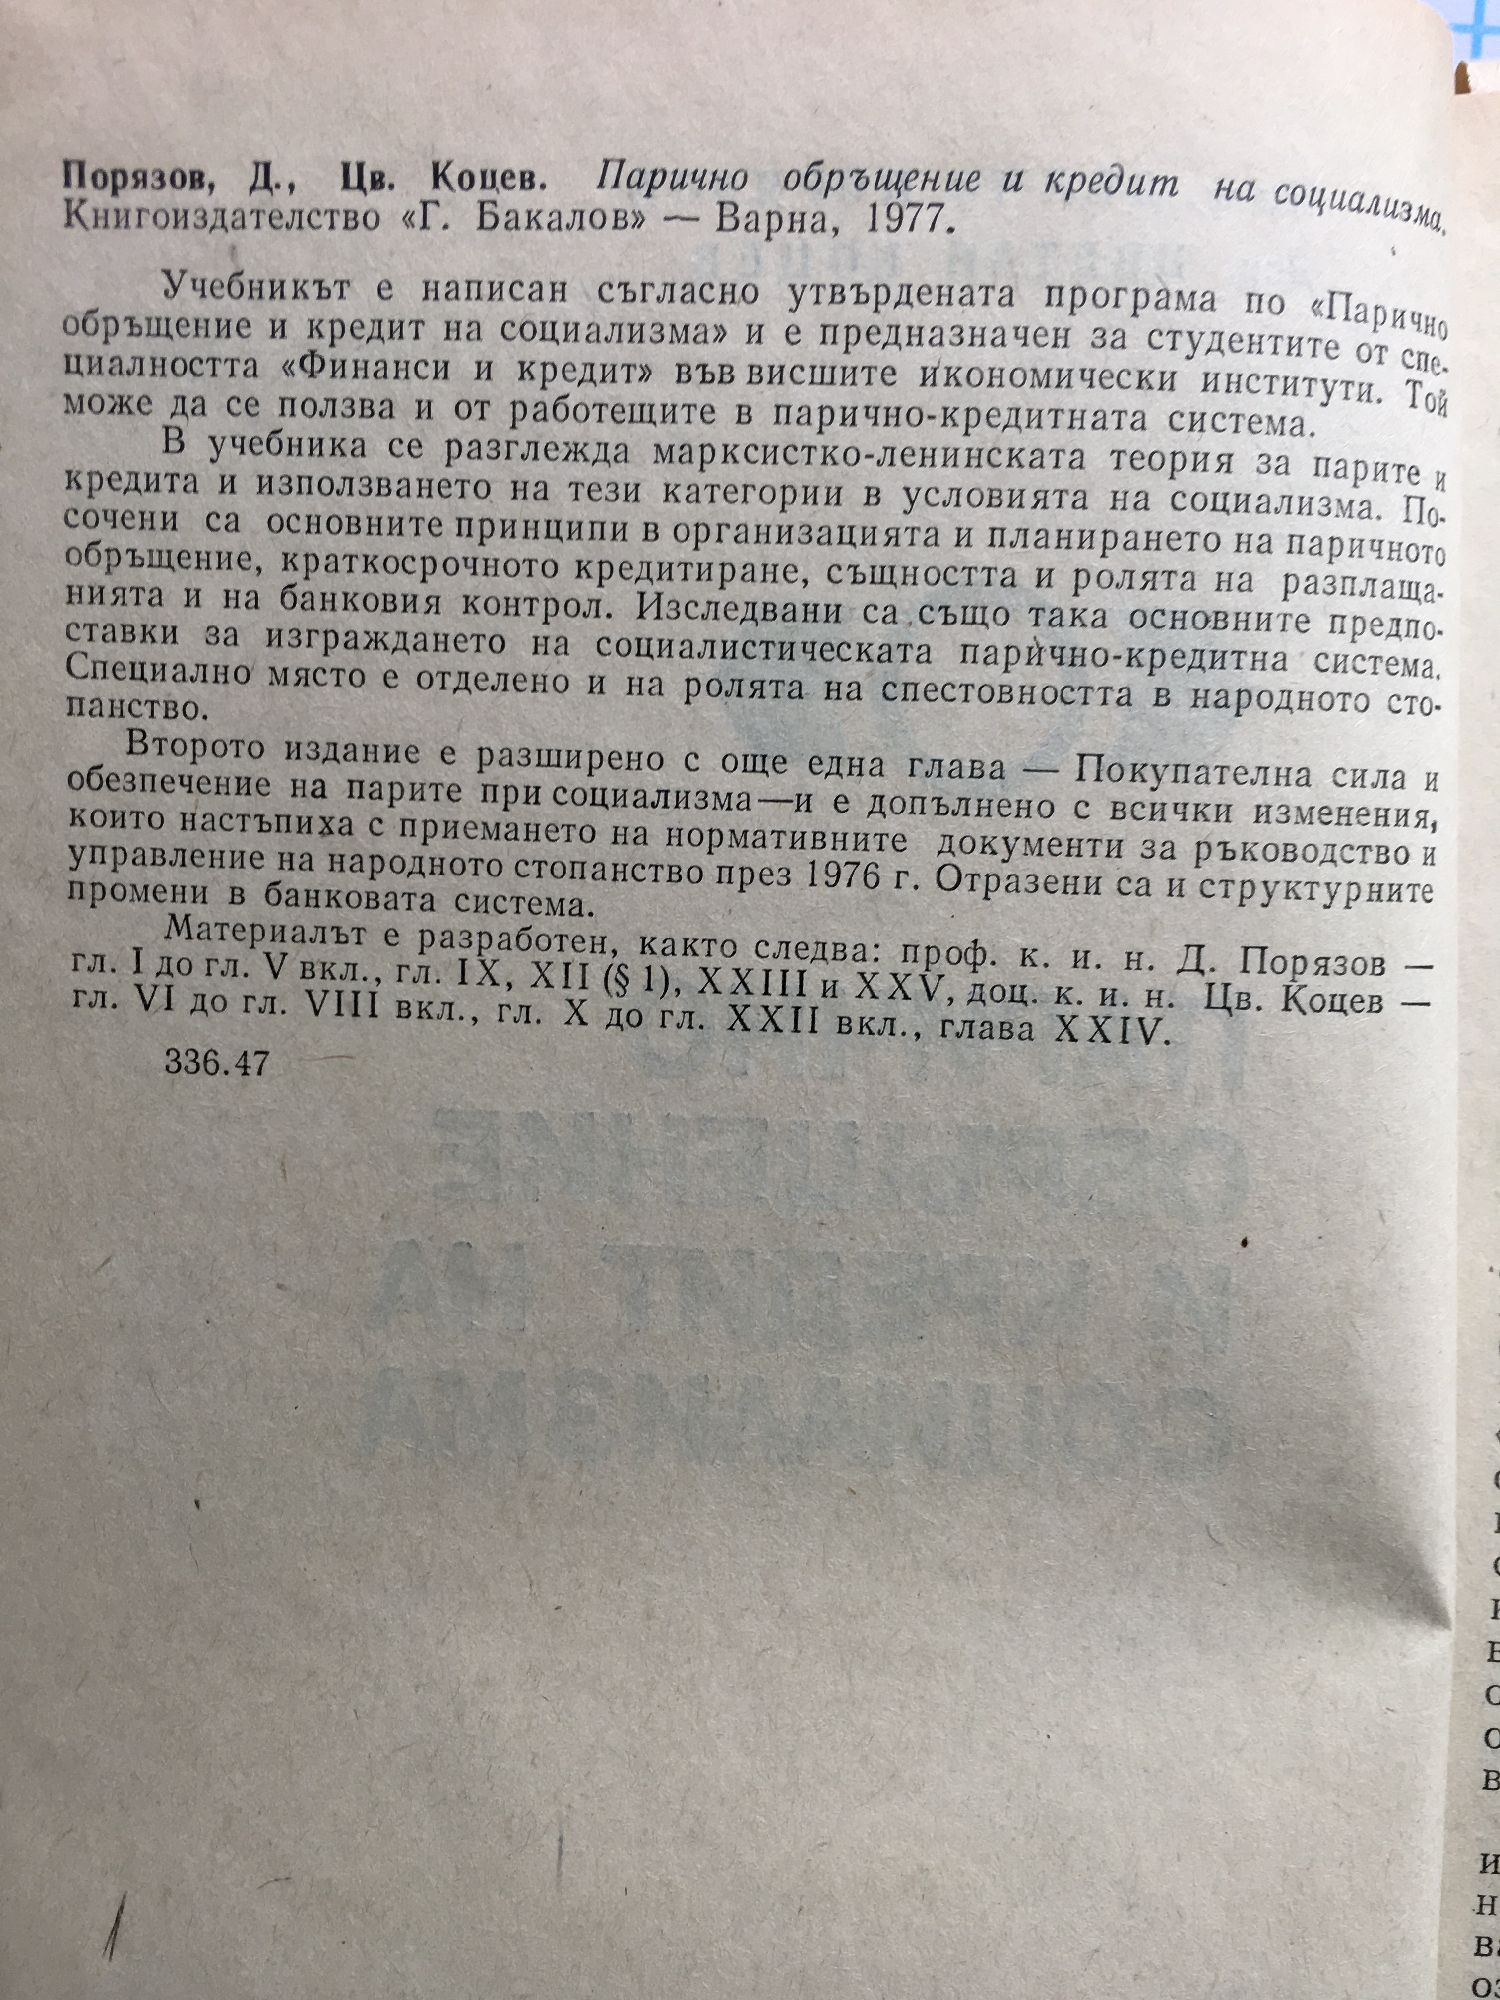 Порязов, Д., Цв. Коцев. Парично обръщение и кредит на социализма.
Книгоиздателство «Г. Бакалов» — Варна, 1977.
Учебникът е написан съгласно утвърдената програма по «Парично
обръщение и кредит на социализма» и е предназначен за студентите от спе-
циалността «Финанси и кредит» във висшите икономически институти. Той
може да се ползва и от работещите в парично-кредитната система.
В учебника се разглежда марксистко-ленинската теория за парите и
кредита и използването на тези категории в условията на социализма. По-
сочени са основните принципи в организацията и планирането на паричното
обръщение, краткосрочното кредитиране, същността и ролята на разплаща-
нията и на банковия контрол. Изследвани са също така основните предпо-
ставки за изграждането на социалистическата парично-кредитна система.
Специално място е отделено и на ролята на спестовността в народното сто-
панство.
Второто издание е разширено с още една глава — Покупателна сила и
обезпечение на парите при социализма—и е допълнено с всички изменения,
които настъпиха с приемането на нормативните документи за ръководство и
управление на народното стопанство през 1976 г. Отразени са и структурните
промени в банковата система.
Материалът е разработен, както следва: проф. к. и. н. Д. Порязов —
гл. I до гл. V вкл., гл. IX, XII (§ 1), XXIII и XXV, доц. к. и. н. Цв. Коцев —
гл. VI до гл. VIII вкл., гл. X до гл. XXII вкл., глава XXIV.
336.47